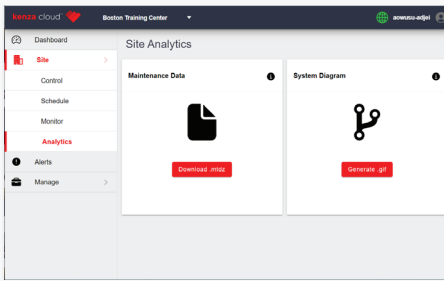 kenza cloud
Boston Training Center
aowusu-adjei
Dashboard
Site Analytics
Site
Control
Schedule
Monitor
Analytics
Alerts
Manage
Maintenance Data
Download .mtdz
System Diagram
Generate .gif